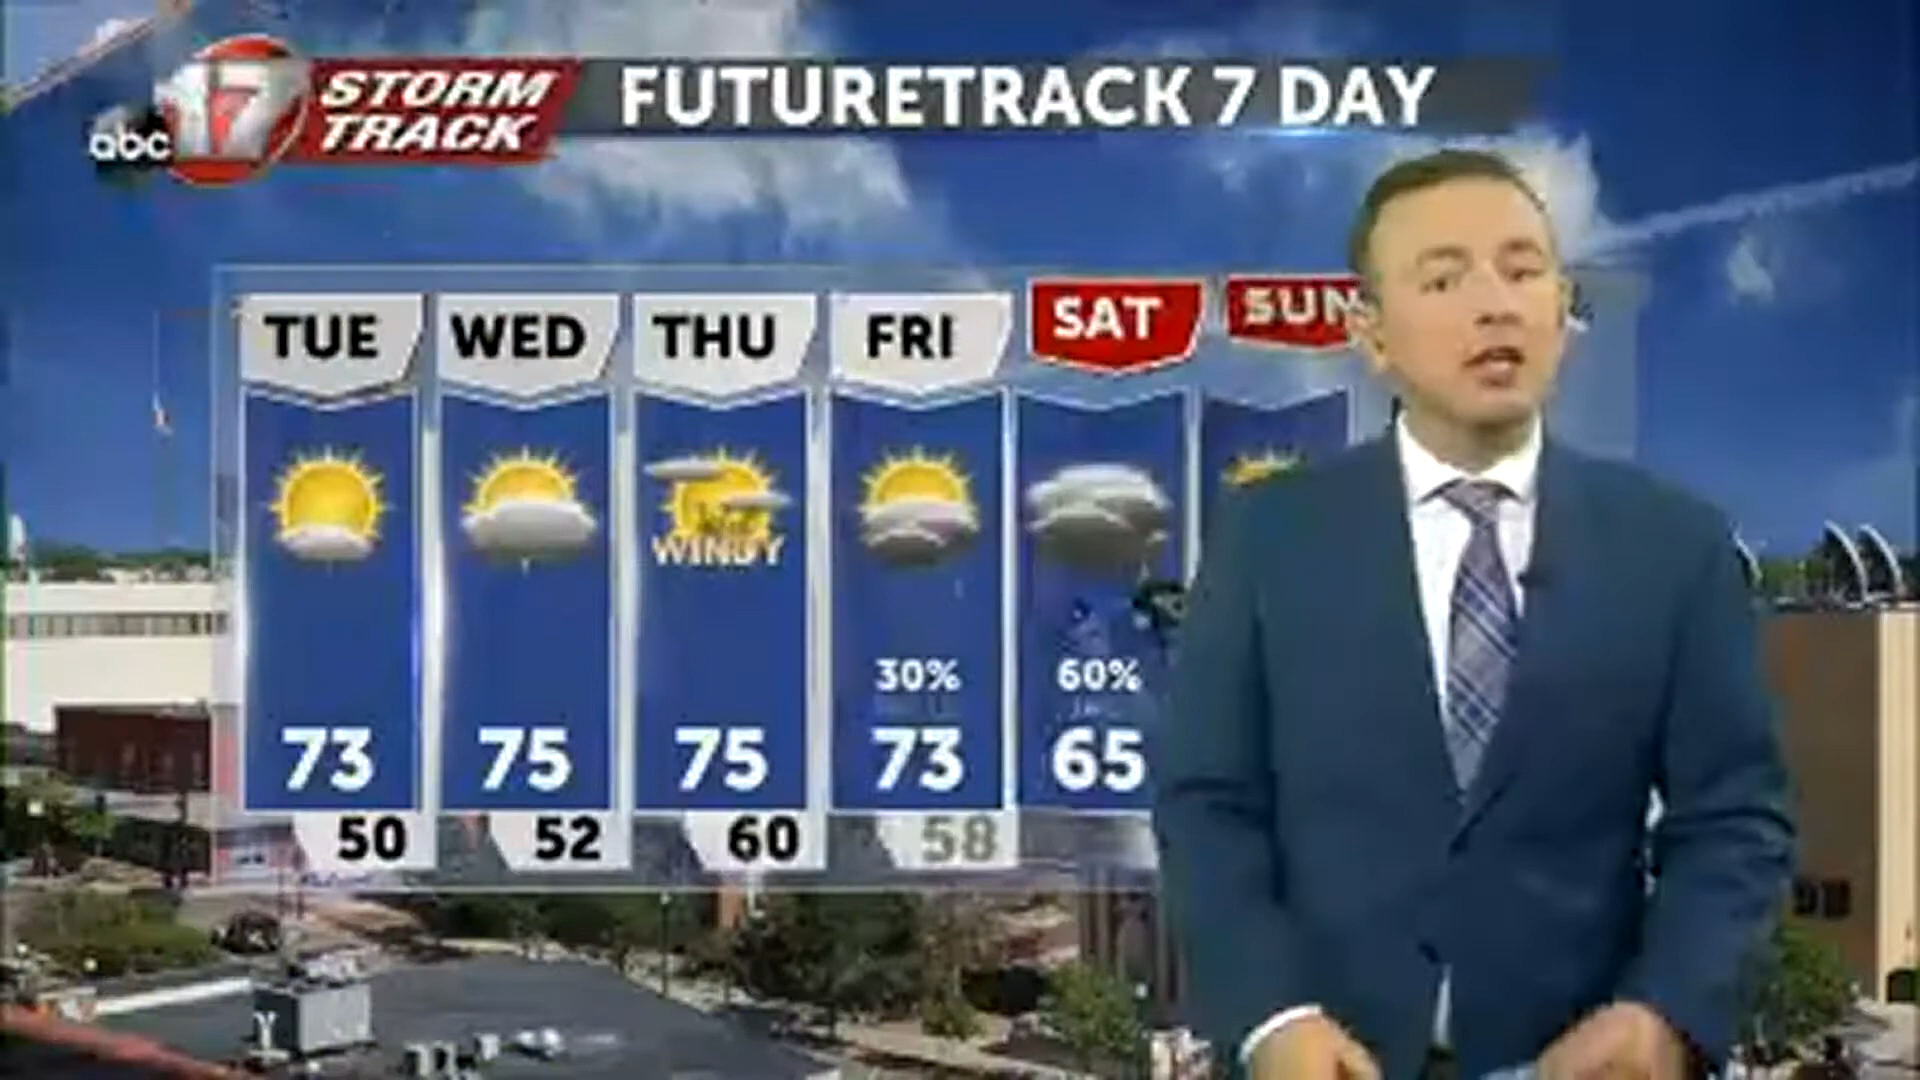 abc 17 STORM TRACK
FUTURETRACK 7 DAY
TUE WED THU FRI SAT SUN
WINDY
30% 60%
73 75 75 73 65
50 52 60 58